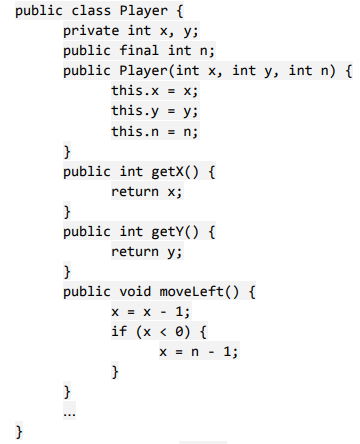 public class Player {
private int x, y;
public final int n;
public Player(int x, int y, int n) {
this.x = x;
this.y = y;
this.n = n;
}
public int getX() {
return x;
}
public int getY() {
return y;
}
public void moveLeft() {
x = x - 1;
if (x < 0) {
x = n - 1;
}
}
...
}